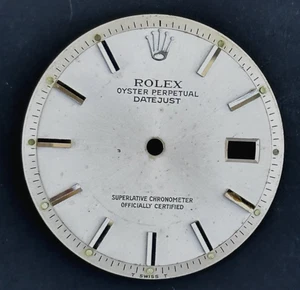 ROLEX
OYSTER PERPETUAL
DATEJUST
SUPERLATIVE CHRONOMETER
OFFICIALLY CERTIFIED
T SWISS T